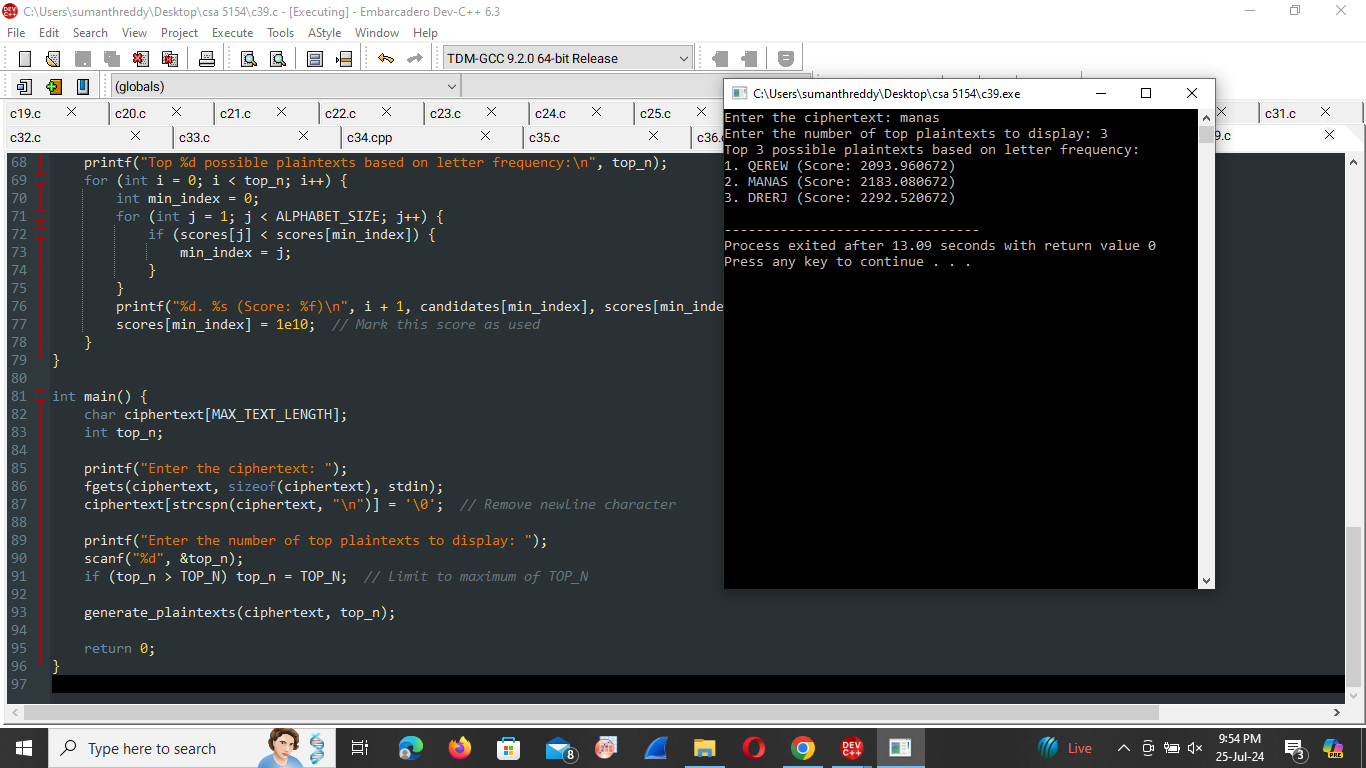 C:\Users\sumanthreddy\Desktop\csa 5154\c39.c - [Executing] - Embarcadero Dev-C++ 6.3
File Edit Search View Project Execute Tools AStyle Window Help
TDM-GCC 9.2.0 64-bit Release
(globals)
c19.c c20.c c21.c c22.c c23.c c24.c c25.c c31.c
c32.c c33.c c34.cpp c35.c c36. 9.c
68 printf("Top %d possible plaintexts based on letter frequency:\n", top_n);
69 for (int i = 0; i < top_n; i++) {
70 int min_index = 0;
71 for (int j = 1; j < ALPHABET_SIZE; j++) {
72 if (scores[j] < scores[min_index]) {
73 min_index = j;
74 }
75 }
76 printf("%d. %s (Score: %f)\n", i + 1, candidates[min_index], scores[min_inde
77 scores[min_index] = 1e10; // Mark this score as used
78 }
79 }
80
81 int main() {
82 char ciphertext[MAX_TEXT_LENGTH];
83 int top_n;
84
85 printf("Enter the ciphertext: ");
86 fgets(ciphertext, sizeof(ciphertext), stdin);
87 ciphertext[strcspn(ciphertext, "\n")] = '\0'; // Remove newline character
88
89 printf("Enter the number of top plaintexts to display: ");
90 scanf("%d", &top_n);
91 if (top_n > TOP_N) top_n = TOP_N; // Limit to maximum of TOP_N
92
93 generate_plaintexts(ciphertext, top_n);
94
95 return 0;
96 }
97
C:\Users\sumanthreddy\Desktop\csa 5154\c39.exe
Enter the ciphertext: manas
Enter the number of top plaintexts to display: 3
Top 3 possible plaintexts based on letter frequency:
1. QEREW (Score: 2093.960672)
2. MANAS (Score: 2183.080672)
3. DRERJ (Score: 2292.520672)
--------------------------------
Process exited after 13.09 seconds with return value 0
Press any key to continue . . .
Type here to search
8
DEV C++
Live
9:54 PM
25-Jul-24
3
PRE